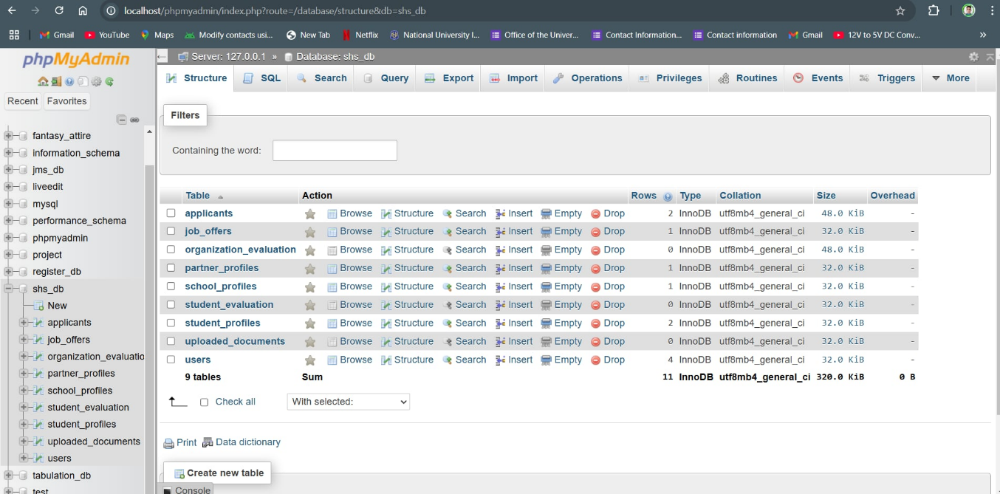 localhost/phpmyadmin/index.php?route=/database/structure&db=shs_db
Gmail YouTube Maps Modify contacts usi... New Tab Netflix National University I... Office of the Univer... Contact Information... Contact information Gmail 12V to 5V DC Conv... »
phpMyAdmin
Recent Favorites
fantasy_attire
information_schema
jms_db
liveedit
mysql
performance_schema
phpmyadmin
project
register_db
shs_db
New
applicants
job_offers
organization_evaluatio
partner_profiles
school_profiles
student_evaluation
student_profiles
uploaded_documents
users
tabulation_db
test
Server: 127.0.0.1 » Database: shs_db
Structure SQL Search Query Export Import Operations Privileges Routines Events Triggers More
Filters
Containing the word:
Table Action Rows Type Collation Size Overhead
applicants Browse Structure Search Insert Empty Drop 2 InnoDB utf8mb4_general_ci 48.0 KiB -
job_offers Browse Structure Search Insert Empty Drop 1 InnoDB utf8mb4_general_ci 32.0 KiB -
organization_evaluation Browse Structure Search Insert Empty Drop 0 InnoDB utf8mb4_general_ci 48.0 KiB -
partner_profiles Browse Structure Search Insert Empty Drop 1 InnoDB utf8mb4_general_ci 32.0 KiB -
school_profiles Browse Structure Search Insert Empty Drop 1 InnoDB utf8mb4_general_ci 32.0 KiB -
student_evaluation Browse Structure Search Insert Empty Drop 0 InnoDB utf8mb4_general_ci 32.0 KiB -
student_profiles Browse Structure Search Insert Empty Drop 2 InnoDB utf8mb4_general_ci 32.0 KiB -
uploaded_documents Browse Structure Search Insert Empty Drop 0 InnoDB utf8mb4_general_ci 32.0 KiB -
users Browse Structure Search Insert Empty Drop 4 InnoDB utf8mb4_general_ci 32.0 KiB -
9 tables Sum 11 InnoDB utf8mb4_general_ci 320.0 KiB 0 B
Check all With selected:
Print Data dictionary
Create new table
Console